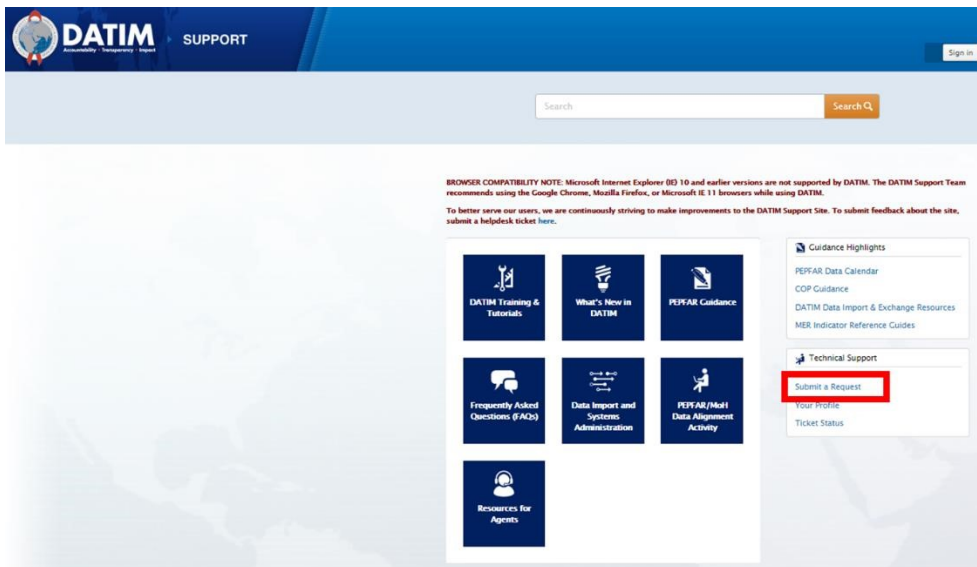 DATIM
Accountability - Transparency - Impact
SUPPORT
Sign in
Search
Search
BROWSER COMPATIBILITY NOTE: Microsoft Internet Explorer (IE) 10 and earlier versions are not supported by DATIM. The DATIM Support Team
recommends using the Google Chrome, Mozilla Firefox, or Microsoft IE 11 browsers while using DATIM.
To better serve our users, we are continuously striving to make improvements to the DATIM Support Site. To submit feedback about the site,
submit a helpdesk ticket here.
DATIM Training &
Tutorials
What's New in
DATIM
PEPFAR Guidance
Frequently Asked
Questions (FAQs)
Data Import and
Systems
Administration
PEPFAR/MoH
Data Alignment
Activity
Resources for
Agents
Guidance Highlights
PEPFAR Data Calendar
COP Guidance
DATIM Data Import & Exchange Resources
MER Indicator Reference Guides
Technical Support
Submit a Request
Your Profile
Ticket Status